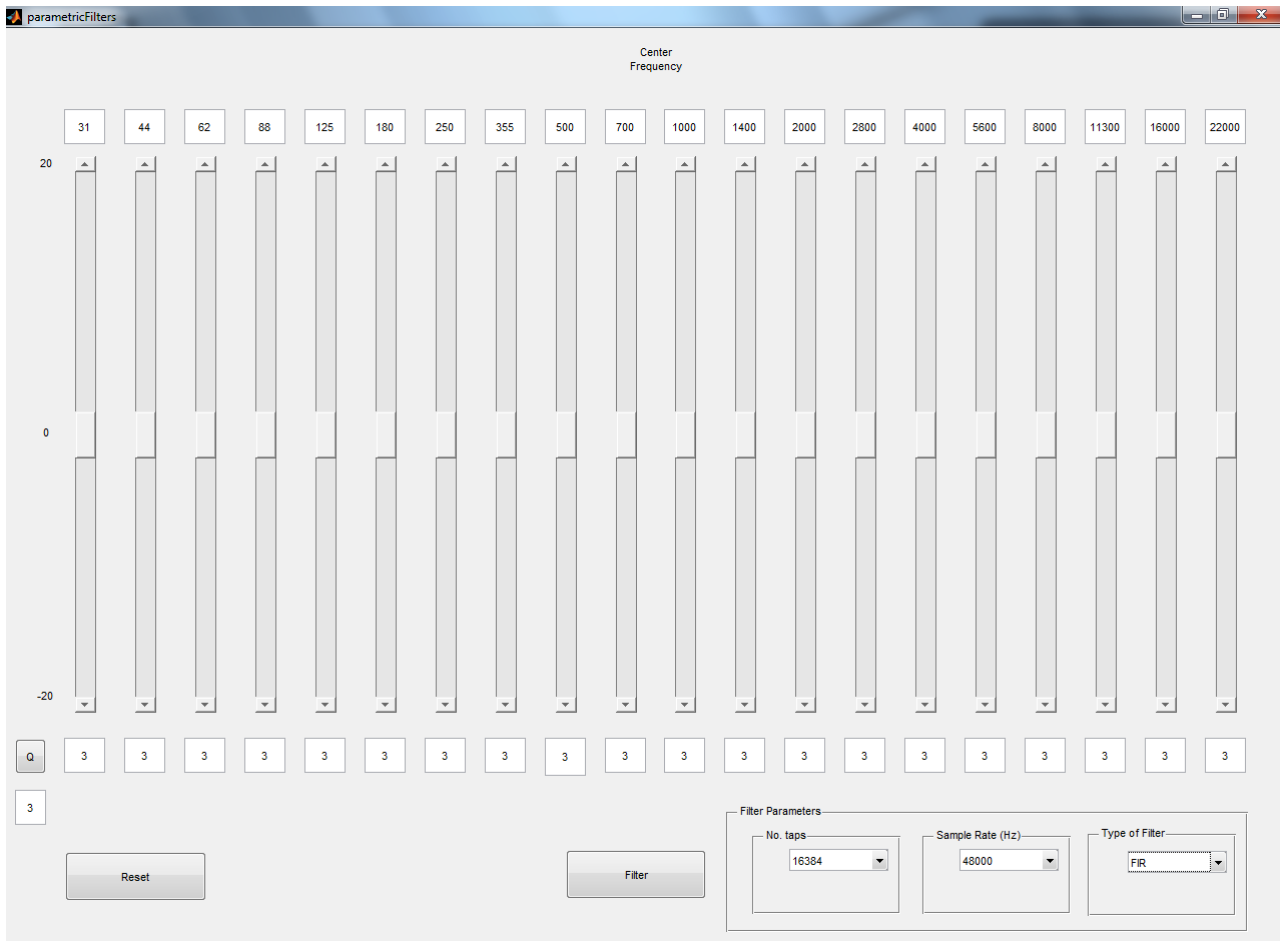 parametricFilters
Center
Frequency
31 44 62 88 125 180 250 355 500 700 1000 1400 2000 2800 4000 5600 8000 11300 16000 22000
20
0
-20
Q 3 3 3 3 3 3 3 3 3 3 3 3 3 3 3 3 3 3 3 3
3
Filter Parameters
No. taps Sample Rate (Hz) Type of Filter
16384 48000 FIR
Reset Filter